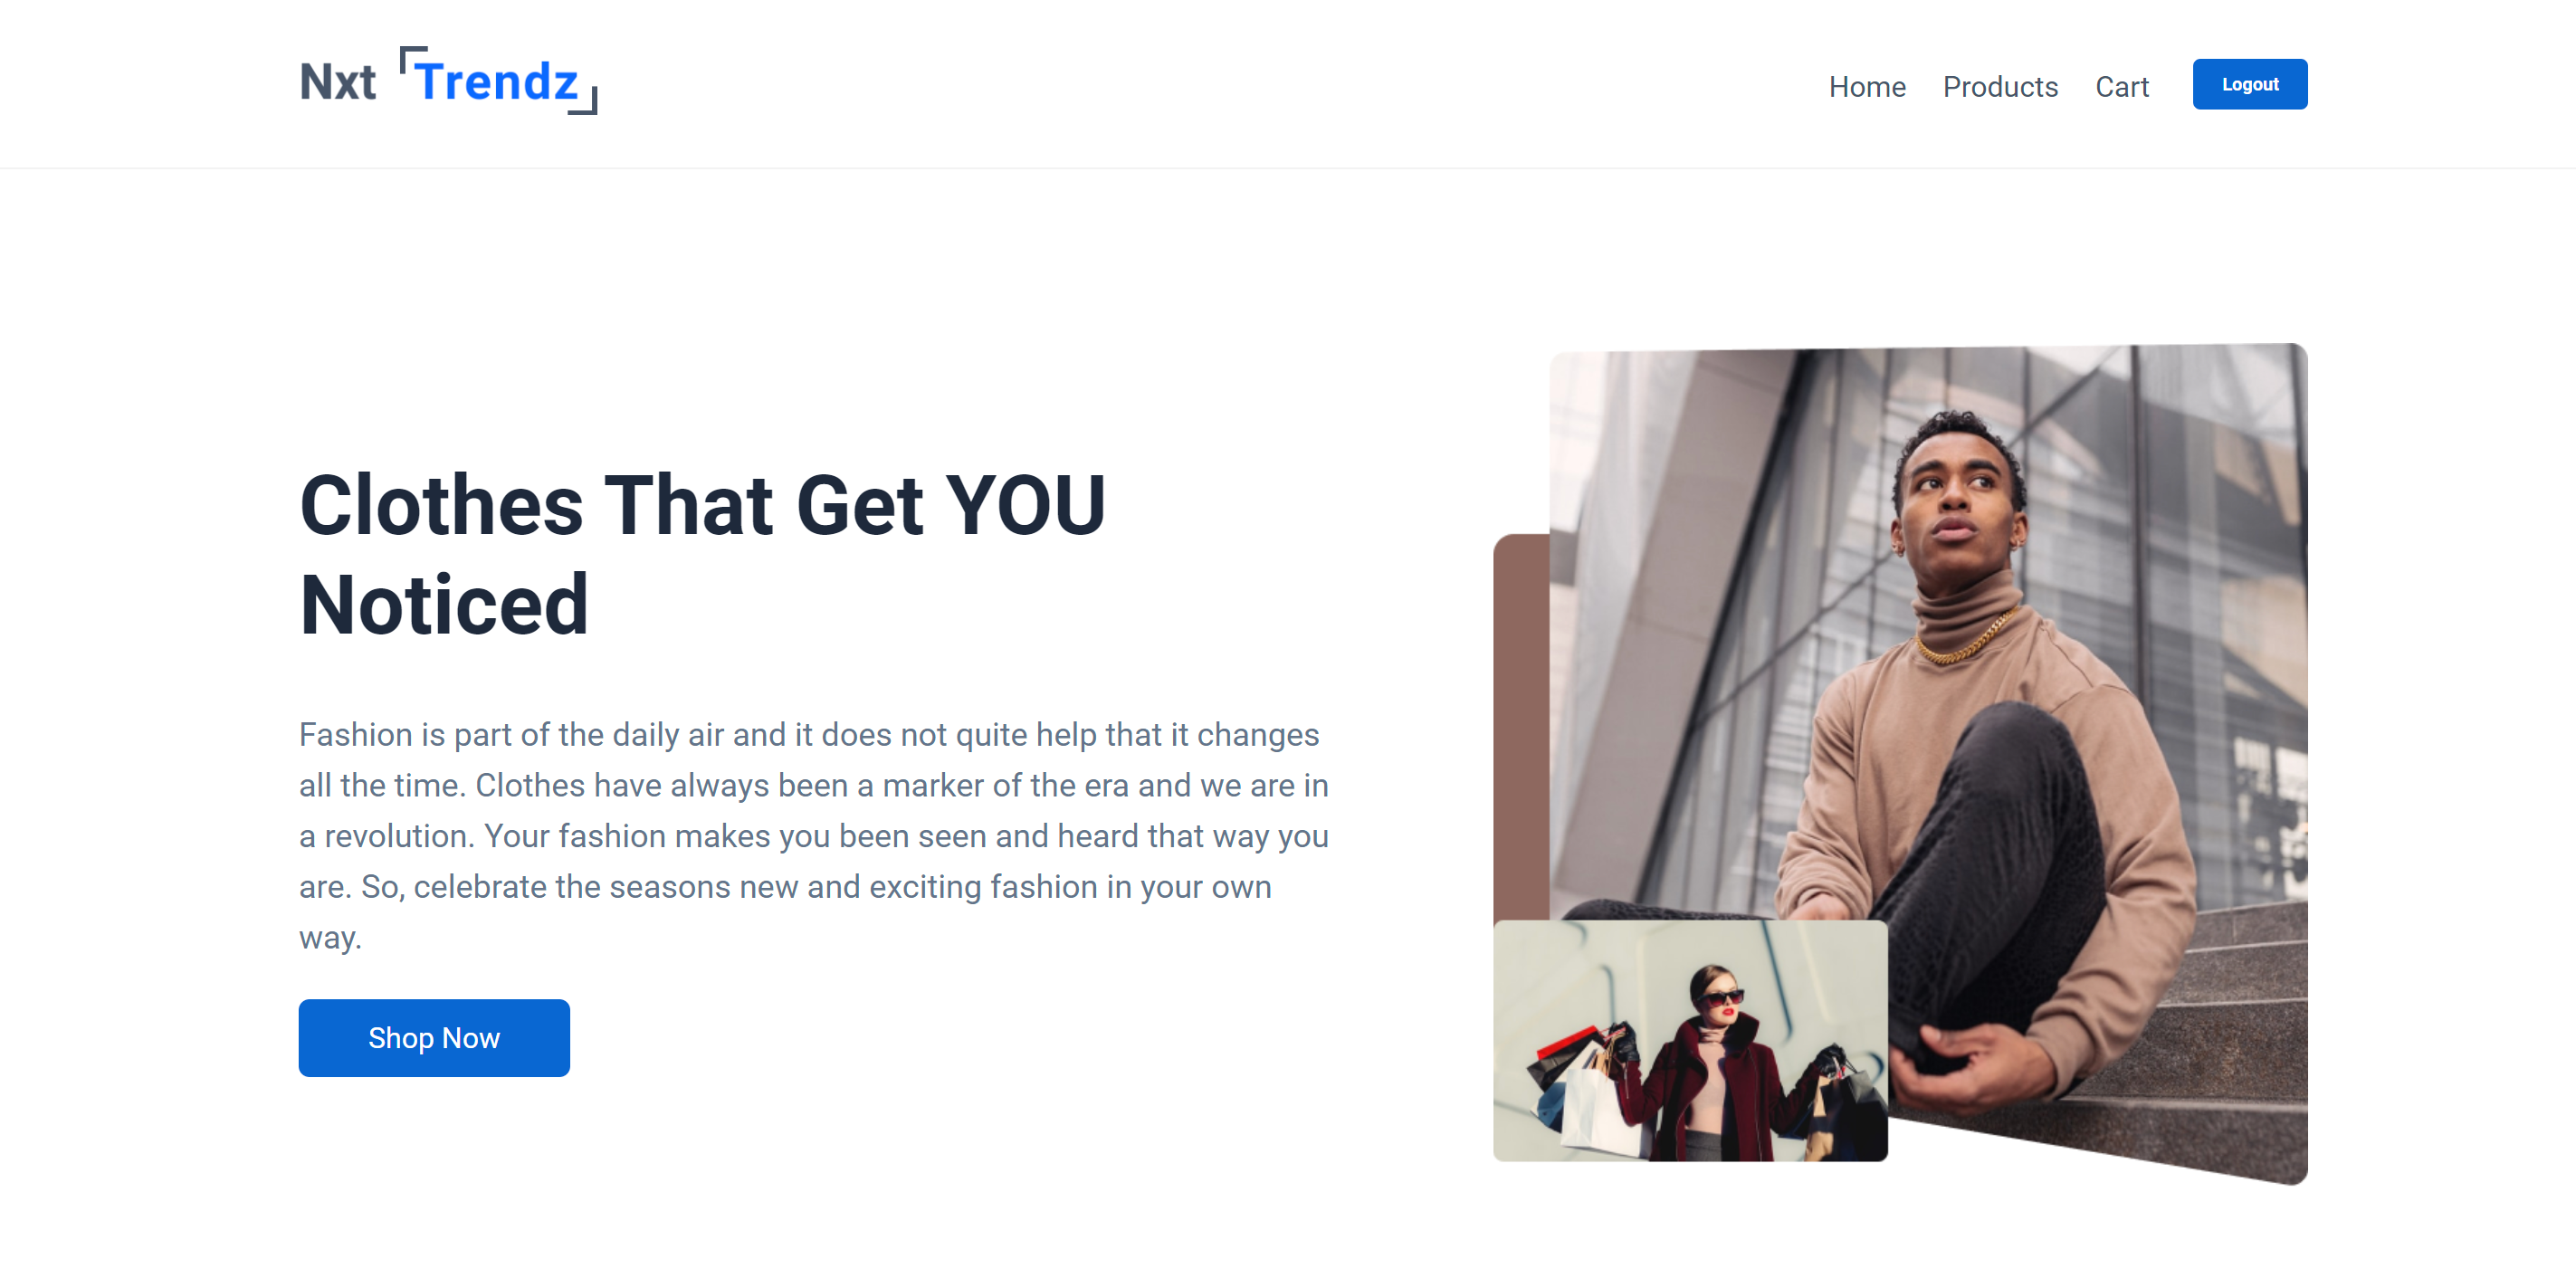 Nxt Trendz
Home Products Cart Logout
Clothes That Get YOU
Noticed
Fashion is part of the daily air and it does not quite help that it changes
all the time. Clothes have always been a marker of the era and we are in
a revolution. Your fashion makes you been seen and heard that way you
are. So, celebrate the seasons new and exciting fashion in your own
way.
Shop Now